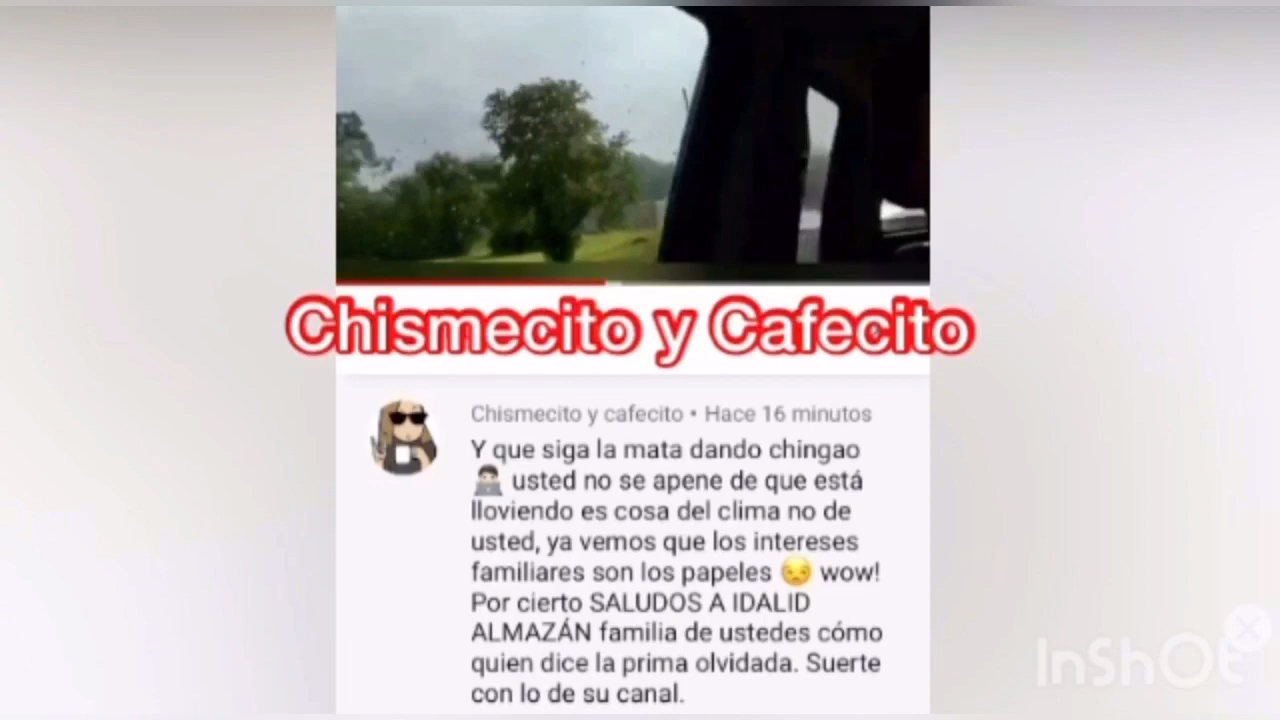 Chismecito y Cafecito
Chismecito y cafecito • Hace 16 minutos
Y que siga la mata dando chingao
👨🏻‍💻 usted no se apene de que está
lloviendo es cosa del clima no de
usted, ya vemos que los intereses
familiares son los papeles 😒 wow!
Por cierto SALUDOS A IDALID
ALMAZÁN familia de ustedes cómo
quien dice la prima olvidada. Suerte
con lo de su canal.
InShOt